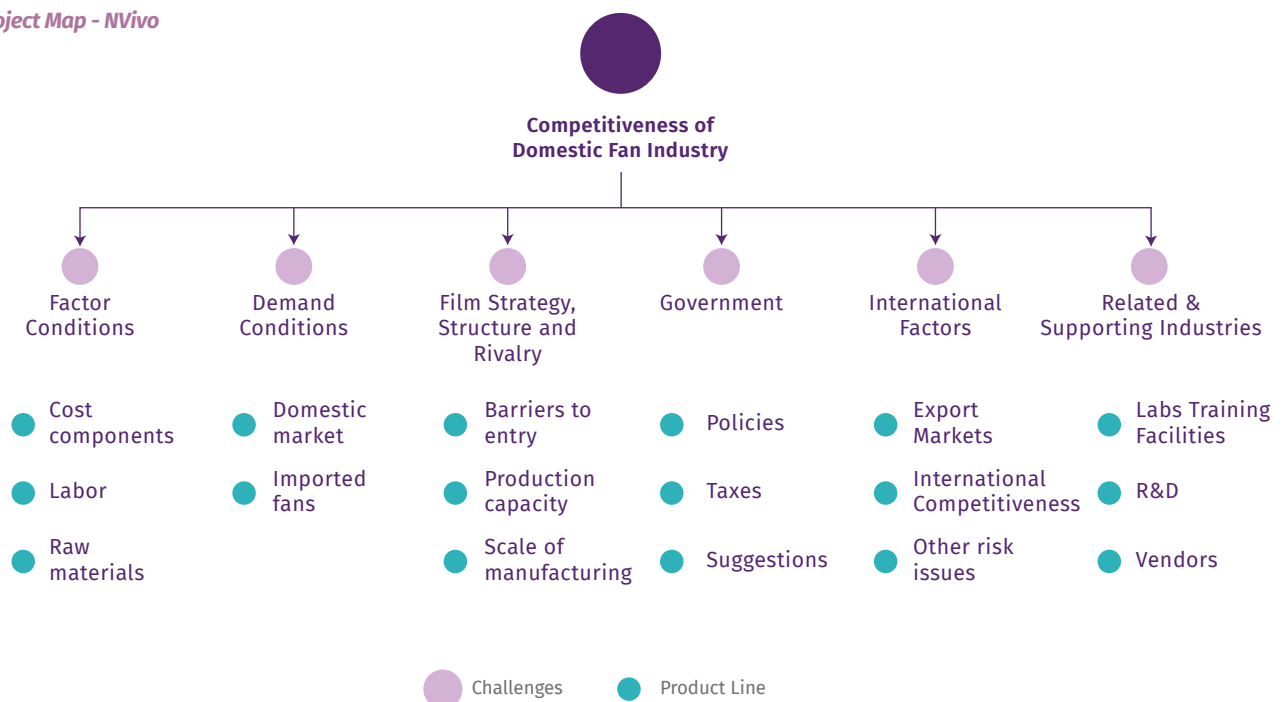 oject Map - NVivo
Competitiveness of
Domestic Fan Industry
Factor
Conditions
Demand
Conditions
Film Strategy,
Structure and
Rivalry
Government
International
Factors
Related &
Supporting Industries
Cost
components
Labor
Raw
materials
Domestic
market
Imported
fans
Barriers to
entry
Production
capacity
Scale of
manufacturing
Policies
Taxes
Suggestions
Export
Markets
International
Competitiveness
Other risk
issues
Labs Training
Facilities
R&D
Vendors
Challenges
Product Line